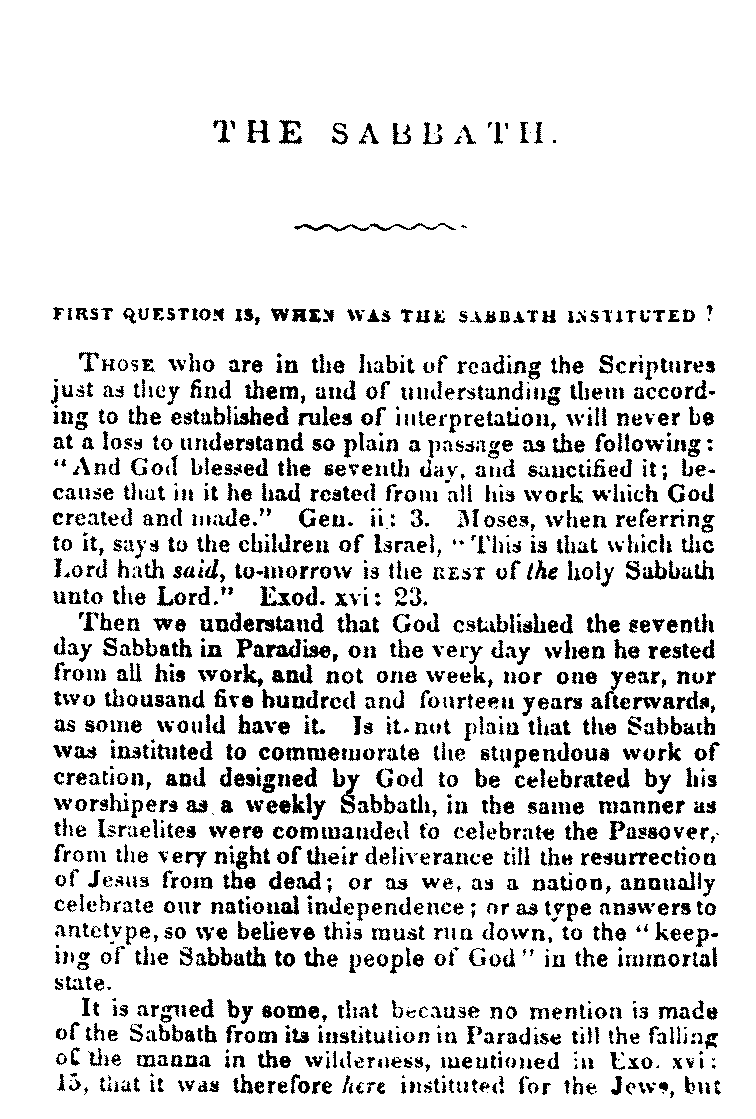 THE SABBATH.
FIRST QUESTION IS, WHEN WAS THE SABBATH INSTITUTED?
THOSE who are in the habit of reading the Scriptures
just as they find them, and of understanding them accord-
ing to the established rules of interpretation, will never be
at a loss to understand so plain a passage as the following:
"And God blessed the seventh day, and sanctified it; be-
cause that in it he had rested from all his work which God
created and made." Gen. ii: 3. Moses, when referring
to it, says to the children of Israel, "This is that which the
Lord hath said, to-morrow is the REST of the holy Sabbath
unto the Lord." Exod. xvi: 23.
Then we understand that God established the seventh
day Sabbath in Paradise, on the very day when he rested
from all his work, and not one week, nor one year, nor
two thousand five hundred and fourteen years afterwards,
as some would have it. Is it not plain that the Sabbath
was instituted to commemorate the stupendous work of
creation, and designed by God to be celebrated by his
worshipers as a weekly Sabbath, in the same manner as
the Israelites were commanded to celebrate the Passover,
from the very night of their deliverance till the resurrection
of Jesus from the dead; or as we, as a nation, annually
celebrate our national independence; or as type answers to
antetype, so we believe this must run down, to the "keep-
ing of the Sabbath to the people of God" in the immortal
state.
It is argued by some, that because no mention is made
of the Sabbath from its institution in Paradise till the falling
of the manna in the wilderness, mentioned in Exo. xvi:
15, that it was therefore here instituted for the Jews, but